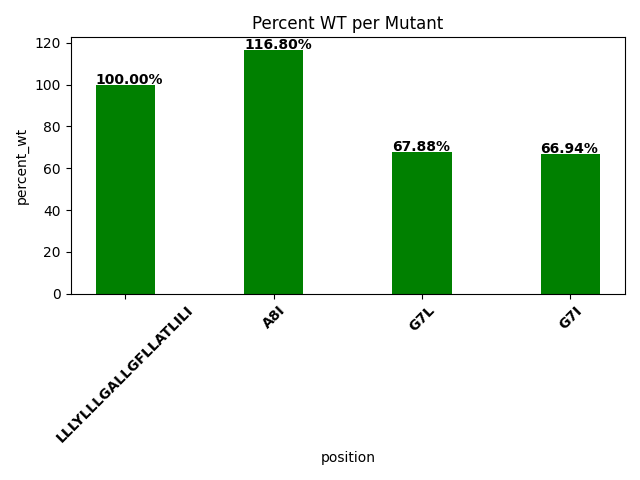 Percent WT per Mutant
percent_wt
120
100
80
60
40
20
0
100.00%
116.80%
67.88%
66.94%
LLLYLLLGALLGFLLATLILI
A8I
G7L
G7I
position